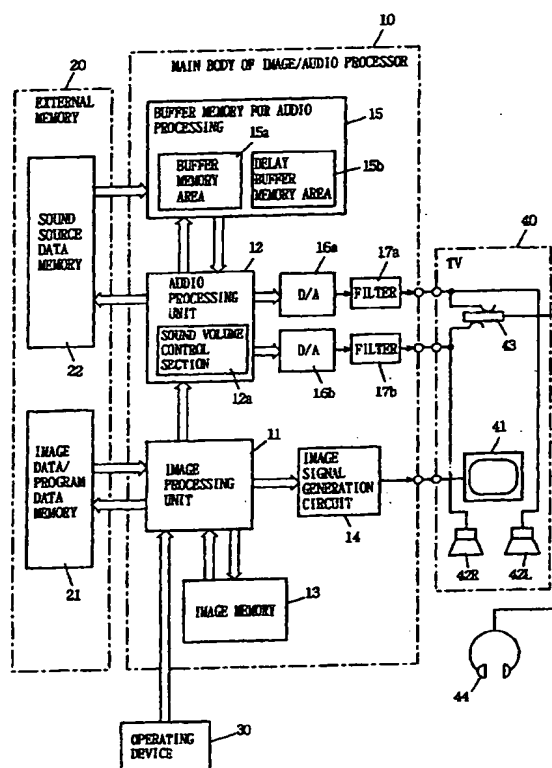 10
20
MAIN BODY OF IMAGE/AUDIO PROCESSOR
EXTERNAL
MEMORY
BUFFER MEMORY FOR AUDIO
PROCESSING
15
15a
BUFFER
MEMORY
AREA
DELAY
BUFFER
MEMORY AREA
15b
SOUND
SOURCE
DATA
MEMORY
22
12
AUDIO
PROCESSING
UNIT
SOUND VOLUME
CONTROL
SECTION
12a
16a
D/A
17a
FILTER
D/A
16b
FILTER
17b
40
TV
43
IMAGE DATA/
PROGRAM DATA
MEMORY
21
11
IMAGE
PROCESSING
UNIT
IMAGE
SIGNAL
GENERATION
CIRCUIT
14
41
42R
42L
IMAGE MEMORY
13
44
OPERATING
DEVICE
30